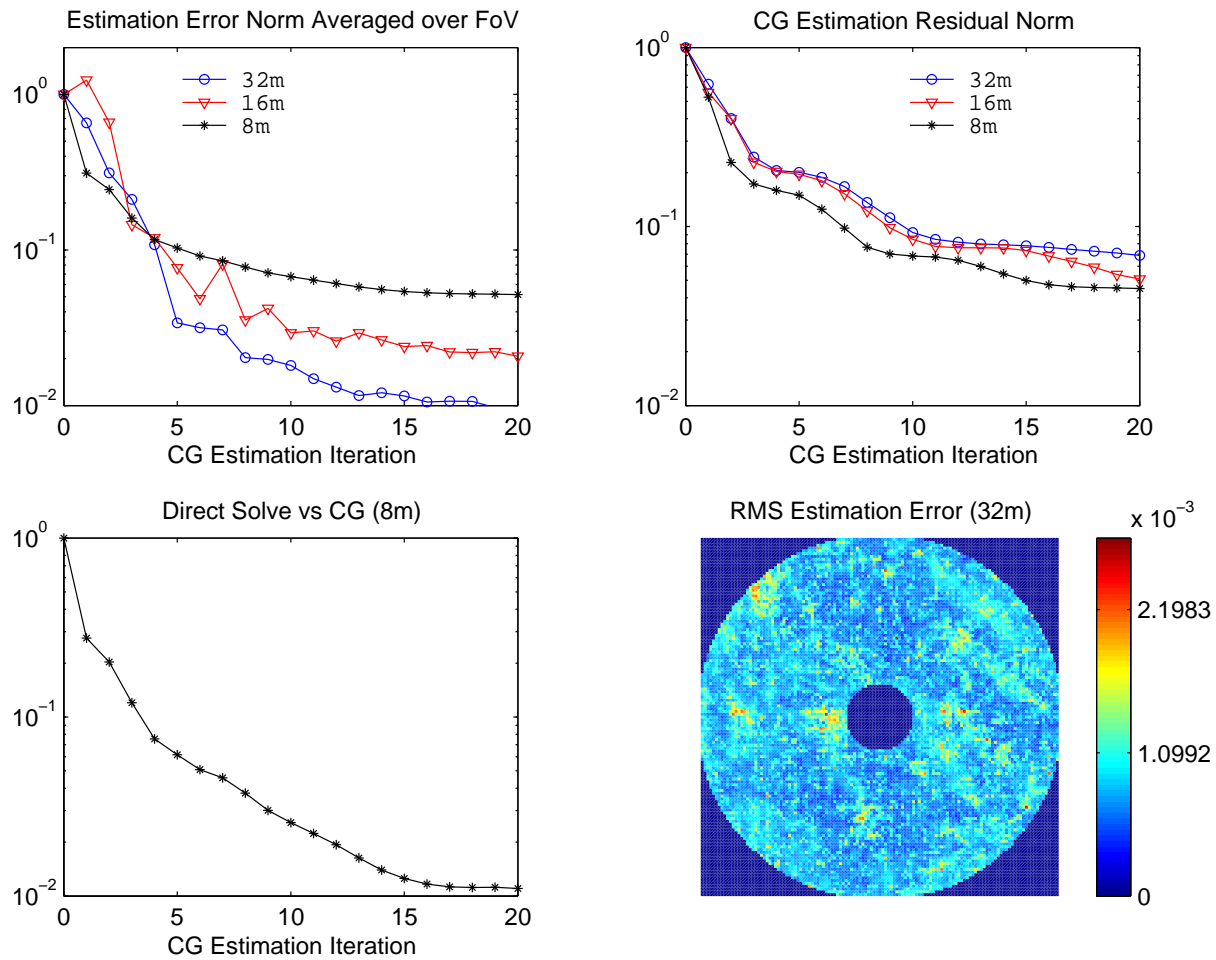 Estimation Error Norm Averaged over FoV
10^0
10^-1
10^-2
32m
16m
8m
0 5 10 15 20
CG Estimation Iteration
CG Estimation Residual Norm
10^0
10^-1
10^-2
32m
16m
8m
0 5 10 15 20
CG Estimation Iteration
Direct Solve vs CG (8m)
10^0
10^-1
10^-2
0 5 10 15 20
CG Estimation Iteration
RMS Estimation Error (32m)
x 10^-3
2.1983
1.0992
0